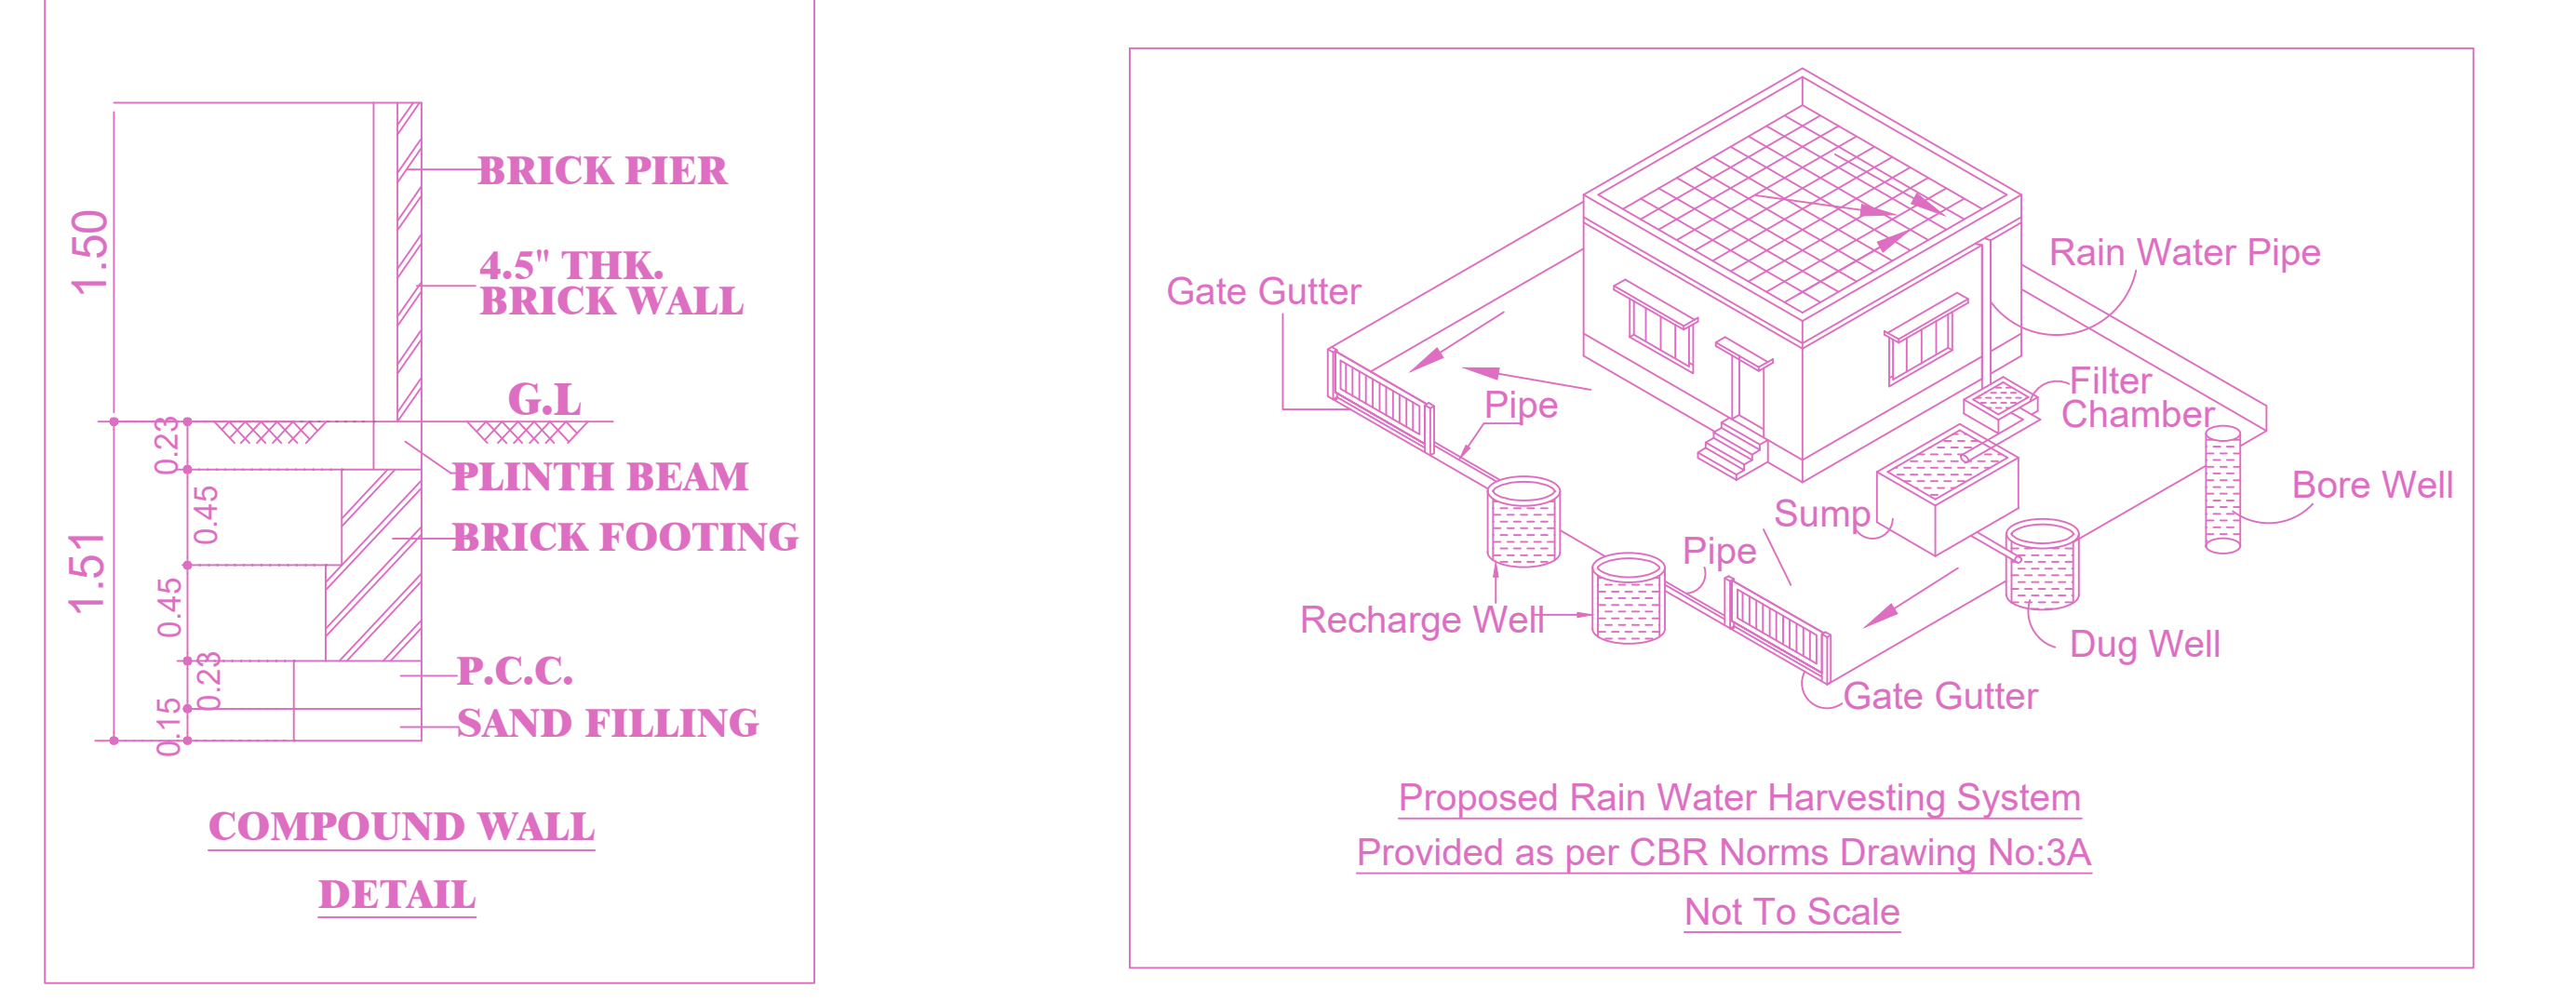 1.50
BRICK PIER
4.5" THK.
BRICK WALL
G.L
0.23
PLINTH BEAM
0.45
BRICK FOOTING
1.51
0.45
P.C.C.
0.23
SAND FILLING
0.15
COMPOUND WALL
DETAIL
Rain Water Pipe
Gate Gutter
Filter
Chamber
Pipe
Bore Well
Sump
Pipe
Recharge Well
Dug Well
Gate Gutter
Proposed Rain Water Harvesting System
Provided as per CBR Norms Drawing No:3A
Not To Scale